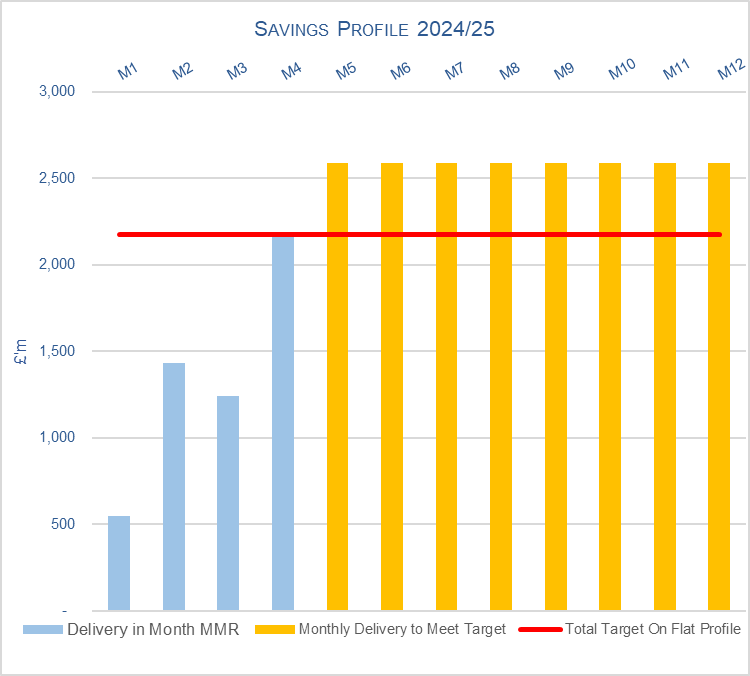 SAVINGS PROFILE 2024/25
M1 M2 M3 M4 M5 M6 M7 M8 M9 M10 M11 M12
3,000
2,500
2,000
1,500
1,000
500
-
£'m
Delivery in Month MMR Monthly Delivery to Meet Target Total Target On Flat Profile